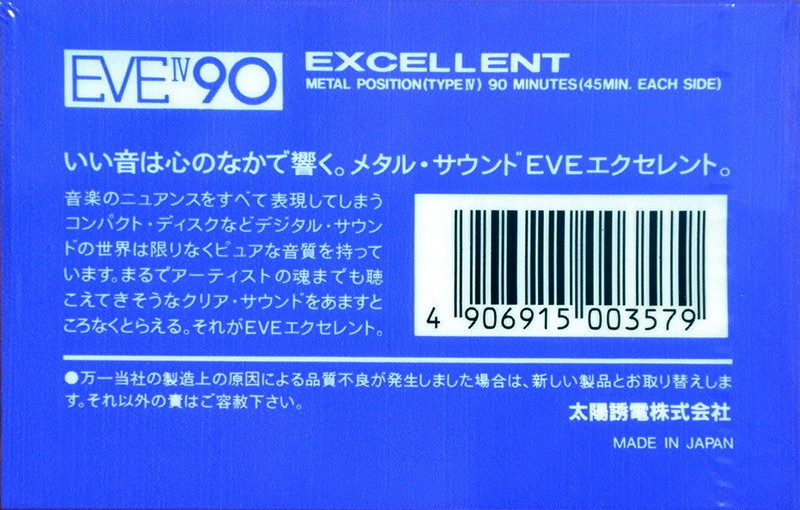 EVE IV 90
EXCELLENT
METAL POSITION(TYPE IV) 90 MINUTES(45MIN. EACH SIDE)
いい音は心のなかで響く。メタル・サウンド"EVEエクセレント。
音楽のニュアンスをすべて表現してしまう
コンパクト・ディスクなどデジタル・サウン
ドの世界は限りなくピュアな音質を持って
います。まるでアーティストの魂までも聴
こえてきそうなクリア・サウンドをあますと
ころなくとらえる。それがEVEエクセレント。
4 906915 003579
●万一当社の製造上の原因による品質不良が発生しました場合は、新しい製品とお取り替えしま
す。それ以外の責はご容赦下さい。
太陽誘電株式会社
MADE IN JAPAN